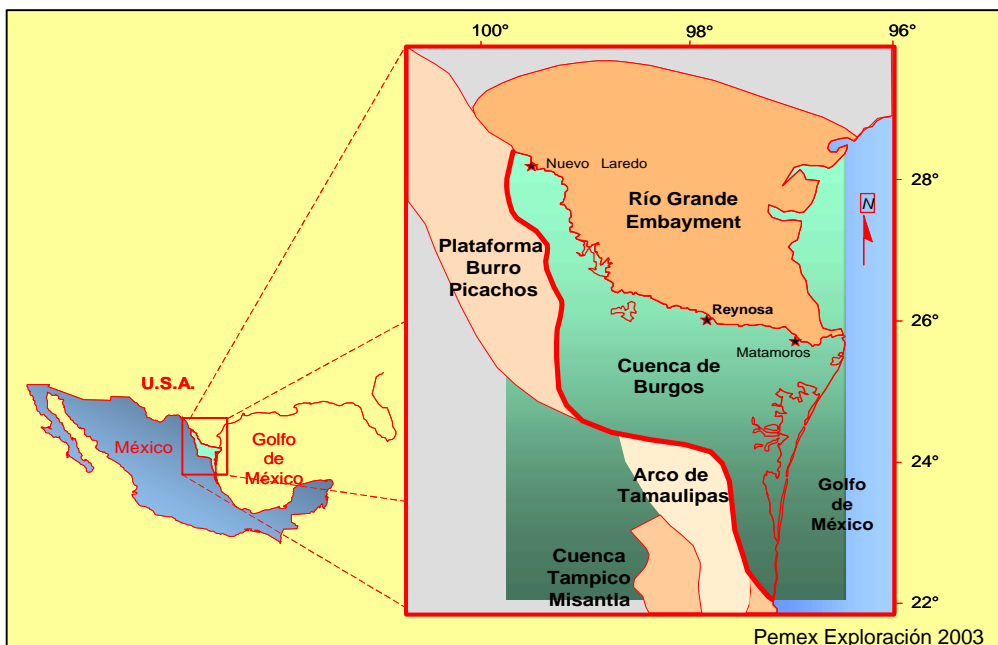 100°
98°
96°
Nuevo Laredo
28°
Río Grande
Embayment
N
Plataforma
Burro
Picachos
Reynosa
26°
Matamoros
Cuenca de
Burgos
U.S.A.
México
Golfo
de
México
24°
Arco de
Tamaulipas
Golfo
de
México
Cuenca
Tampico
Misantla
22°
Pemex Exploración 2003